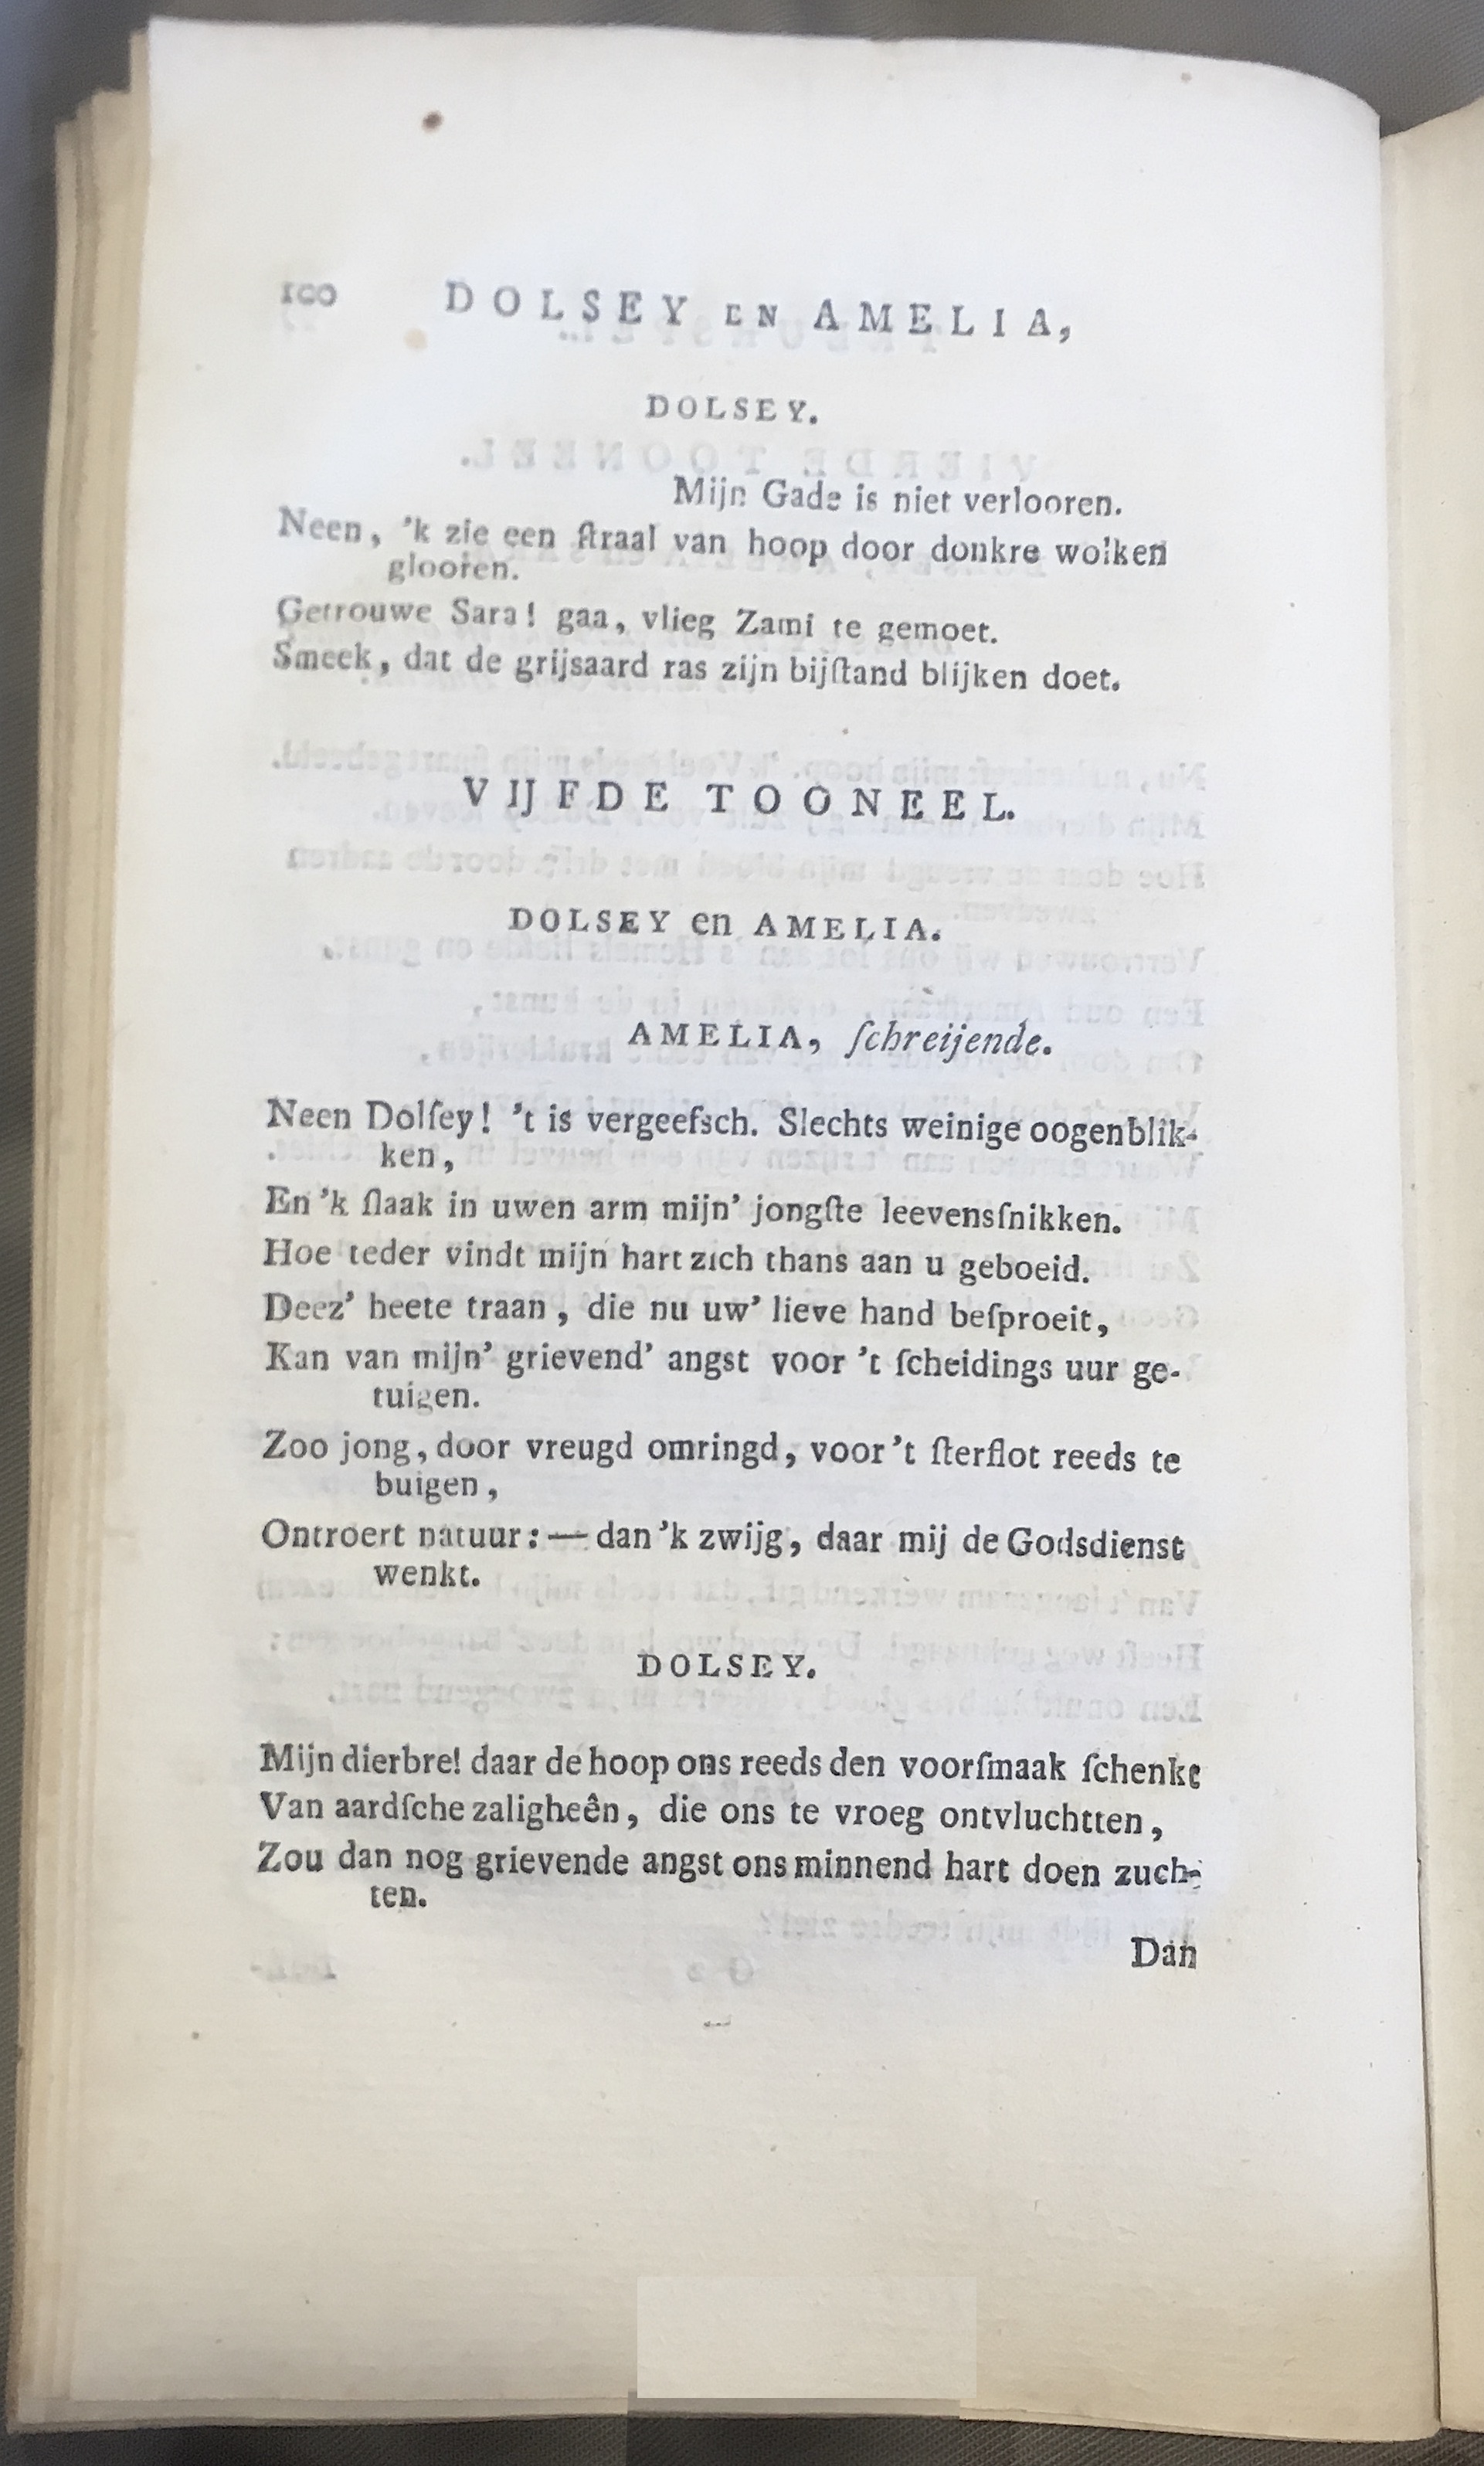 100 DOLSEY EN AMELIA,
DOLSEY.
Mijn Gade is niet verlooren.
Neen, 'k zie een ſtraal van hoop door donkre wolken
glooren.
Getrouwe Sara! gaa, vlieg Zami te gemoet.
Smeek, dat de grijsaard ras zijn bijſtand blijken doet.
VIJFDE TOONEEL.
DOLSEY en AMELIA.
AMELIA, ſchreijende.
Neen Dolſey! 't is vergeefsch. Slechts weinige oogenblik-
ken,
En 'k ſlaak in uwen arm mijn' jongſte leevensſnikken.
Hoe teder vindt mijn hart zich thans aan u geboeid.
Deez' heete traan, die nu uw' lieve hand beſproeit,
Kan van mijn' grievend' angst voor 't ſcheidings uur ge-
tuigen.
Zoo jong, door vreugd omringd, voor 't ſterflot reeds te
buigen,
Ontroert natuur: — dan 'k zwijg, daar mij de Godsdienst
wenkt.
DOLSEY.
Mijn dierbre! daar de hoop ons reeds den voorſmaak ſchenkt
Van aardſche zaligheên, die ons te vroeg ontvluchtten,
Zou dan nog grievende angst ons minnend hart doen zuch-
ten.
Dan